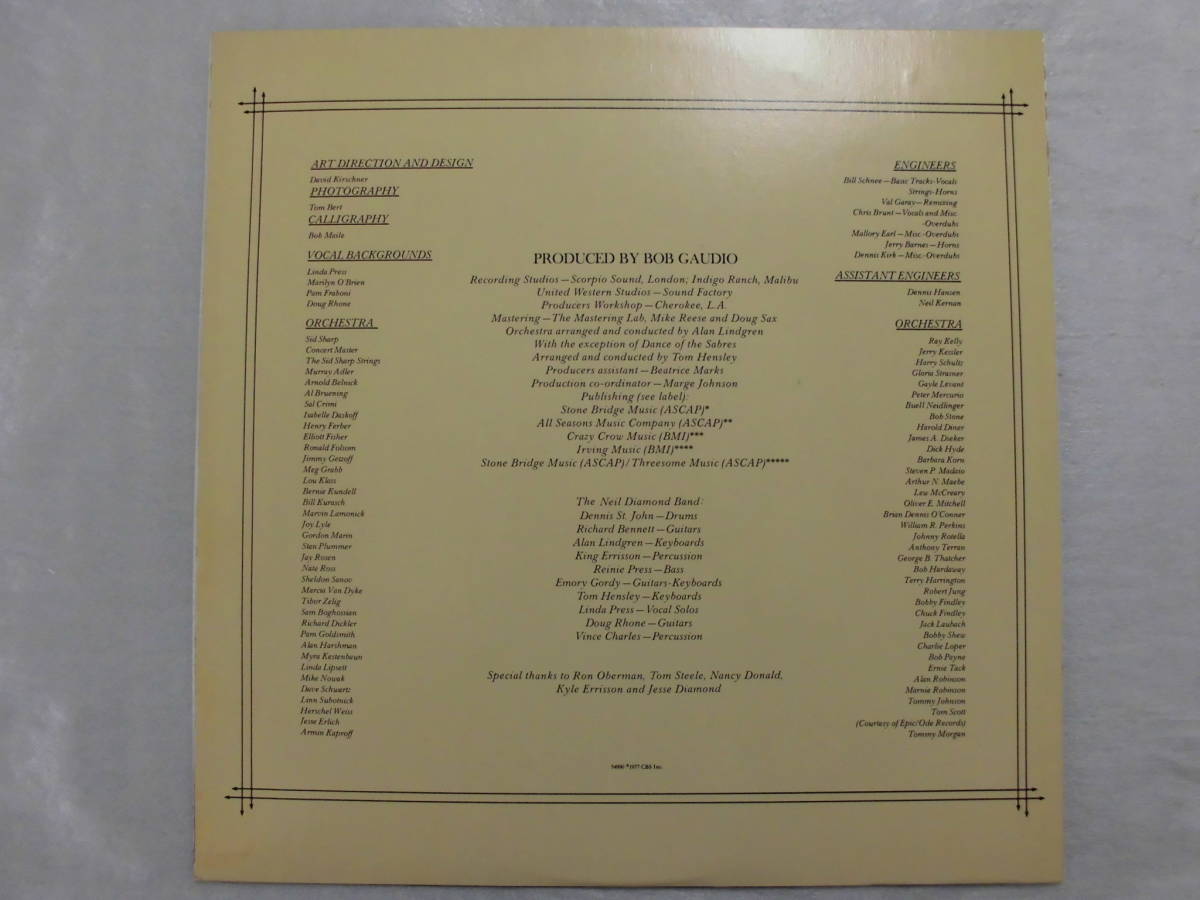 ART DIRECTION AND DESIGN
David Kirschner
PHOTOGRAPHY
Tom Bert
CALLIGRAPHY
Bob Maile
VOCAL BACKGROUNDS
Linda Press
Marilyn O'Brien
Pam Fraboni
Doug Rhone
ORCHESTRA
Sid Sharp
Concert Master
The Sid Sharp Strings
Murray Adler
Arnold Belnick
Al Bruening
Sal Crimi
Isabelle Daskoff
Henry Ferber
Elliott Fisher
Ronald Folsom
Jimmy Getzoff
Meg Grabb
Lou Klass
Bernie Kundell
Bill Kurasch
Marvin Lamonick
Joy Lyle
Gordon Marin
Stan Plummer
Jay Rosen
Nate Ross
Sheldon Sanov
Marcia Van Dyke
Tibor Zelig
Sam Boghossian
Richard Dickler
Pam Goldsmith
Alan Harshman
Myra Kestenbaun
Linda Lipsett
Mike Nowak
Dave Schwartz
Linn Subotnick
Herschel Weiss
Jesse Erlich
Armin Kaproff
PRODUCED BY BOB GAUDIO
Recording Studios—Scorpio Sound, London; Indigo Ranch, Malibu
United Western Studios—Sound Factory
Producers Workshop—Cherokee, L.A.
Mastering—The Mastering Lab, Mike Reese and Doug Sax
Orchestra arranged and conducted by Alan Lindgren
With the exception of Dance of the Sabres
Arranged and conducted by Tom Hensley
Producers assistant—Beatrice Marks
Production co-ordinator—Marge Johnson
Publishing (see label):
Stone Bridge Music (ASCAP)*
All Seasons Music Company (ASCAP)**
Crazy Crow Music (BMI)***
Irving Music (BMI)****
Stone Bridge Music (ASCAP)/Threesome Music (ASCAP)*****
The Neil Diamond Band:
Dennis St. John—Drums
Richard Bennett—Guitars
Alan Lindgren—Keyboards
King Errisson—Percussion
Reinie Press—Bass
Emory Gordy—Guitars-Keyboards
Tom Hensley—Keyboards
Linda Press—Vocal Solos
Doug Rhone—Guitars
Vince Charles—Percussion
Special thanks to Ron Oberman, Tom Steele, Nancy Donald,
Kyle Errisson and Jesse Diamond
©1977 CBS Inc.
ENGINEERS
Bill Schnee—Basic Tracks-Vocals
Strings-Horns
Val Garay—Remixing
Chris Brunt—Vocals and Misc.
-Overdubs
Mallory Earl—Misc.-Overdubs
Jerry Barnes—Horns
Dennis Kirk—Misc.-Overdubs
ASSISTANT ENGINEERS
Dennis Hansen
Neil Kernan
ORCHESTRA
Ray Kelly
Jerry Kessler
Harry Schultz
Gloria Strasner
Gayle Levant
Peter Mercurio
Buell Neidlinger
Bob Stone
Harold Diner
James A. Decker
Dick Hyde
Barbara Korn
Steven P. Madaio
Arthur N. Maebe
Lew McCreary
Oliver E. Mitchell
Brian Dennis O'Conner
William R. Perkins
Johnny Rotella
Anthony Terran
George B. Thatcher
Bob Hardaway
Terry Harrington
Robert Jung
Bobby Findley
Chuck Findley
Jack Laubach
Bobby Shew
Charlie Loper
Bob Payne
Ernie Tack
Alan Robinson
Marnie Robinson
Tommy Johnson
Tom Scott
(Courtesy of Epic/Ode Records)
Tommy Morgan